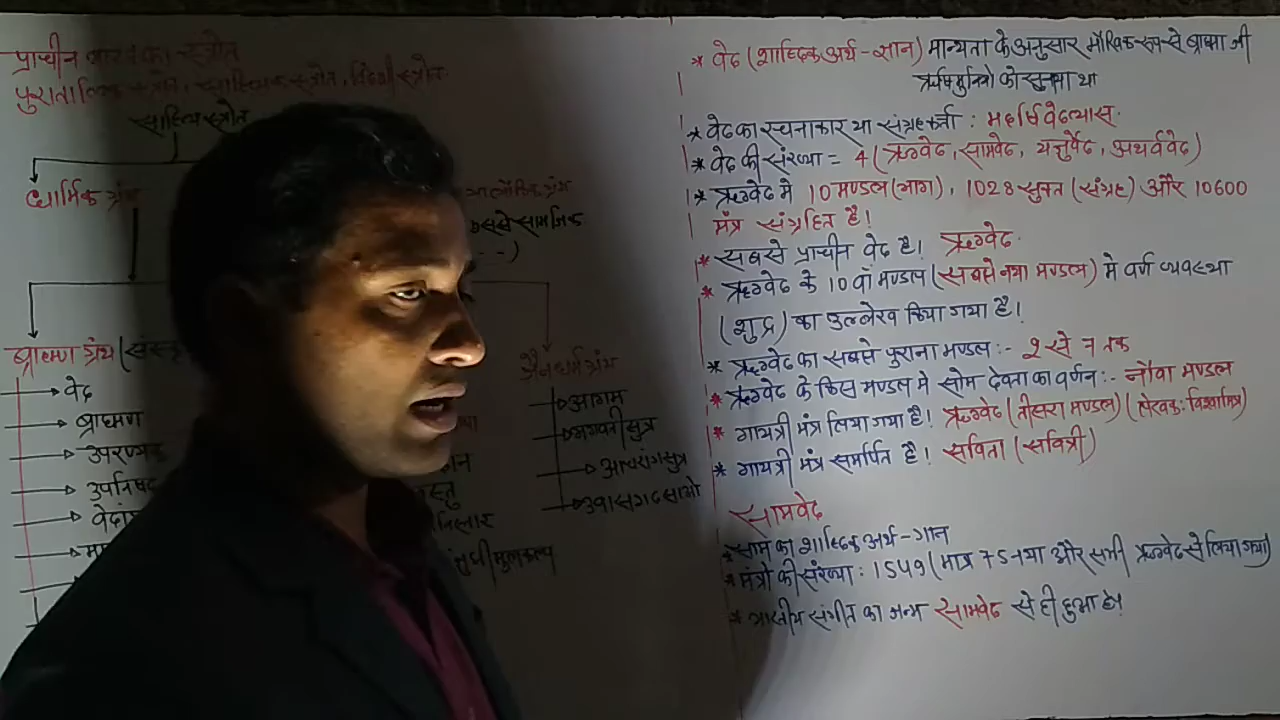 प्राचीन भारत का स्त्रोत
पुरातात्विक स्त्रोत, साहित्यिक स्त्रोत, विदेशी स्त्रोत
साहित्य स्त्रोत
धार्मिक ग्रंथ
ब्राह्मण ग्रंथ
वेद
ब्राह्मण
उपनिषद
जैन धर्म ग्रंथ
आगम
भगवती सुत्र
आचरांगसुत्र
उवासगदसाओ
* वेद (शाब्दिक अर्थ - ज्ञान) मान्यता के अनुसार मौखिक रूप से ब्राह्मा जी
ऋषिमुनियो को सुनाया था
* वेद का रचनाकार या संग्रहकर्त्ता : महर्षि वेदव्यास
* वेद की संख्या = 4 (ऋग्वेद, सामवेद, यजुर्वेद, अथर्ववेद)
* ऋग्वेद मे 10 मण्डल (भाग), 1028 सुक्त (संग्रह) और 10600
मंत्र संग्रहित है।
* सबसे प्राचीन वेद है। ऋग्वेद
* ऋग्वेद के 10 वॉ मण्डल (सबसे नया मण्डल) मे वर्ण व्यवस्था
(शुद्र) का उल्लेख किया गया है।
* ऋग्वेद का सबसे पुराना मण्डल :- 2 से 7 तक
* ऋग्वेद के किस मण्डल मे सोम देवता का वर्णन :- नौवा मण्डल
* गायत्री मंत्र लिया गया है। ऋग्वेद (तीसरा मण्डल) (लेखक : विश्वामित्र)
* गायत्री मंत्र समर्पित है। सविता (सवित्री)
सामवेद
* साम का शाब्दिक अर्थ - गान
* मंत्रो की संख्या : 1549 (मात्र 75 नया और सभी ऋग्वेद से लिया गया)
* भारतीय संगीत का जन्म सामवेद से ही हुआ है।